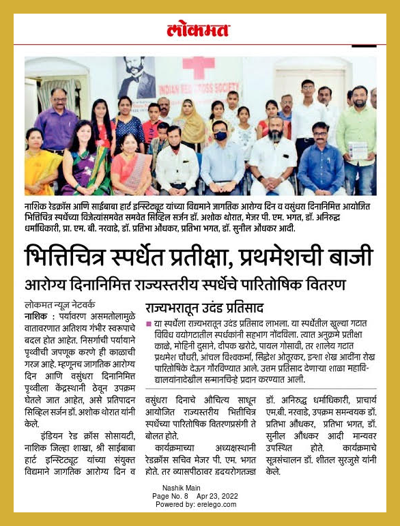 लोकमत
INDIAN RED CROSS SOCIETY
नाशिक रेडक्रॉस आणि साईबाबा हार्ट इन्स्टिट्यूट यांच्या विद्यमाने जागतिक आरोग्य दिन व वसुंधरा दिनानिमित्त आयोजित
भित्तिचित्र स्पर्धेच्या विजेत्यांसमवेत समवेत सिव्हिल सर्जन डॉ. अशोक थोरात, मेजर पी. एम. भगत, डॉ. अनिरुद्ध
धर्माधिकारी, प्रा. एम. बी. नरवाडे, डॉ. प्रतिभा औंधकर, प्रतिभा भगत, डॉ. सुनील औंधकर आदी.
भित्तिचित्र स्पर्धेत प्रतीक्षा, प्रथमेशची बाजी
आरोग्य दिनानिमित्त राज्यस्तरीय स्पर्धेचे पारितोषिक वितरण
लोकमत न्यूज नेटवर्क
नाशिक : पर्यावरण असमतोलामुळे
वातावरणात अतिशय गंभीर स्वरूपाचे
बदल होत आहेत. निसर्गाची पर्यायाने
पृथ्वीची जपणूक करणे ही काळाची
गरज आहे. म्हणूनच जागतिक आरोग्य
दिन आणि वसुंधरा दिनानिमित्त
पृथ्वीला केंद्रस्थानी ठेवून उपक्रम
घेतले जात आहेत, असे प्रतिपादन
सिव्हिल सर्जन डॉ. अशोक थोरात यांनी
केले.
इंडियन रेड क्रॉस सोसायटी,
नाशिक जिल्हा शाखा, श्री साईबाबा
हार्ट इन्स्टिट्यूट यांच्या संयुक्त
विद्यमाने जागतिक आरोग्य दिन व
राज्यभरातून उदंड प्रतिसाद
या स्पर्धेला राज्यभरातून उदंड प्रतिसाद लाभला. या स्पर्धेतील खुल्या गटात
विविध वयोगटातील स्पर्धकांनी सहभाग नोंदविला. त्यात अनुक्रमे प्रतीक्षा
काळे, मोहिनी दुसाने, दीपक खरोटे, पायल गोसावी, तर शालेय गटात
प्रथमेश चौधरी, आंचल विश्वकर्मा, सिद्धेश ओतूरकर, इन्शा शेख आदींना रोख
पारितोषिके देऊन गौरविण्यात आले. उत्तम प्रतिसाद देणाऱ्या शाळा महावि-
द्यालयांनादेखील सन्मानचिन्हे प्रदान करण्यात आली.
वसुंधरा दिनाचे औचित्य साधून
आयोजित राज्यस्तरीय भित्तीचित्र
स्पर्धेच्या पारितोषिक वितरणप्रसंगी ते
बोलत होते.
कार्यक्रमाच्या अध्यक्षस्थानी
रेडक्रॉस सचिव मेजर पी. एम. भगत
होते. तर व्यासपीठावर हृदयरोगतज्ज्ञ
डॉ. अनिरुद्ध धर्माधिकारी, प्राचार्य
एम.बी. नरवाडे, उपक्रम समन्वयक डॉ.
प्रतिभा औंधकर, प्रतिभा भगत, डॉ.
सुनील औंधकर आदी मान्यवर
उपस्थित होते. कार्यक्रमाचे
सूत्रसंचालन डॉ. शीतल सुरजुसे यांनी
केले.
Nashik Main
Page No. 8 Apr 23, 2022
Powered by: erelego.com